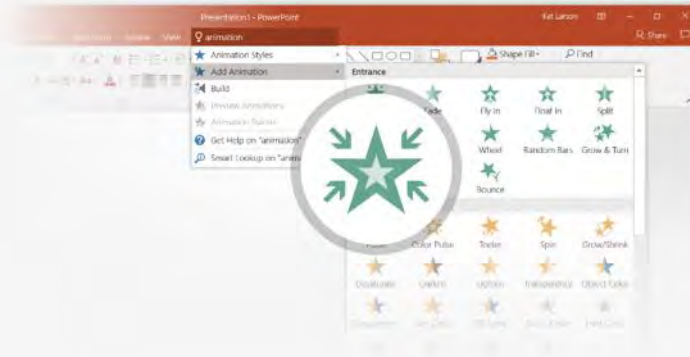 Presentation1 - PowerPoint
Kat Larson
View
animation
Share
Animation Styles
Add Animation
Build
Preview Animations
Animation Painter
Get Help on "animation"
Smart Lookup on "anim
Shape Fill
Find
Entrance
Fade
Fly In
Float In
Split
Wheel
Random Bars
Grow & Turn
Bounce
Color Pulse
Teeter
Spin
Grow/Shrink
Desaturate
Darken
Lighten
Transparency
Object Color